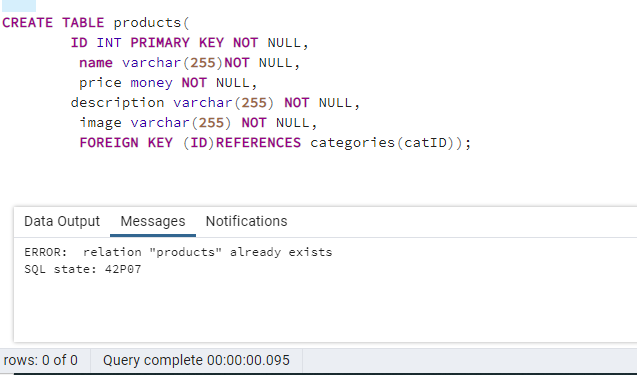 CREATE TABLE products(
ID INT PRIMARY KEY NOT NULL,
name varchar(255)NOT NULL,
price money NOT NULL,
description varchar(255) NOT NULL,
image varchar(255) NOT NULL,
FOREIGN KEY (ID)REFERENCES categories(catID));
Data Output Messages Notifications
ERROR:  relation "products" already exists
SQL state: 42P07
rows: 0 of 0 Query complete 00:00:00.095